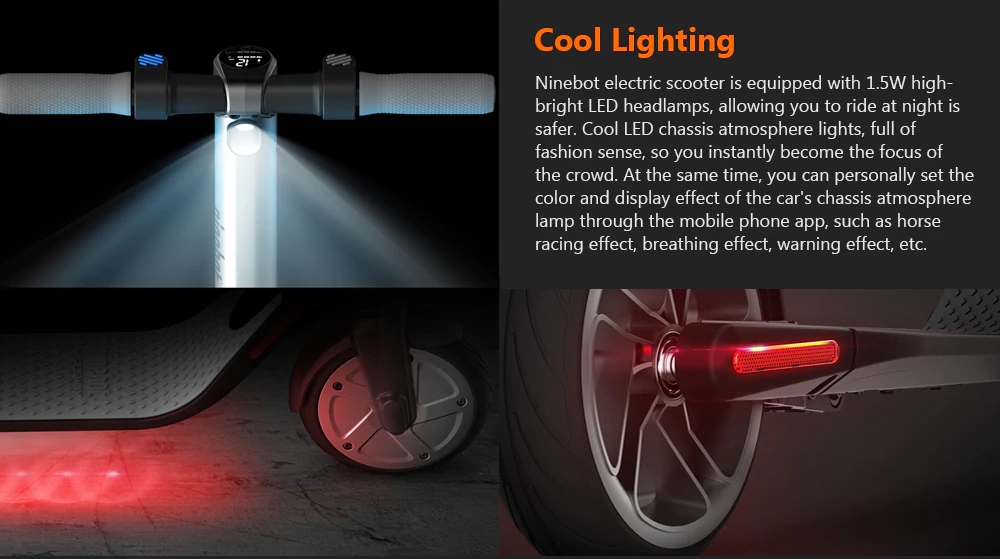 21
Cool Lighting
Ninebot electric scooter is equipped with 1.5W high-
bright LED headlamps, allowing you to ride at night is
safer. Cool LED chassis atmosphere lights, full of
fashion sense, so you instantly become the focus of
the crowd. At the same time, you can personally set the
color and display effect of the car's chassis atmosphere
lamp through the mobile phone app, such as horse
racing effect, breathing effect, warning effect, etc.